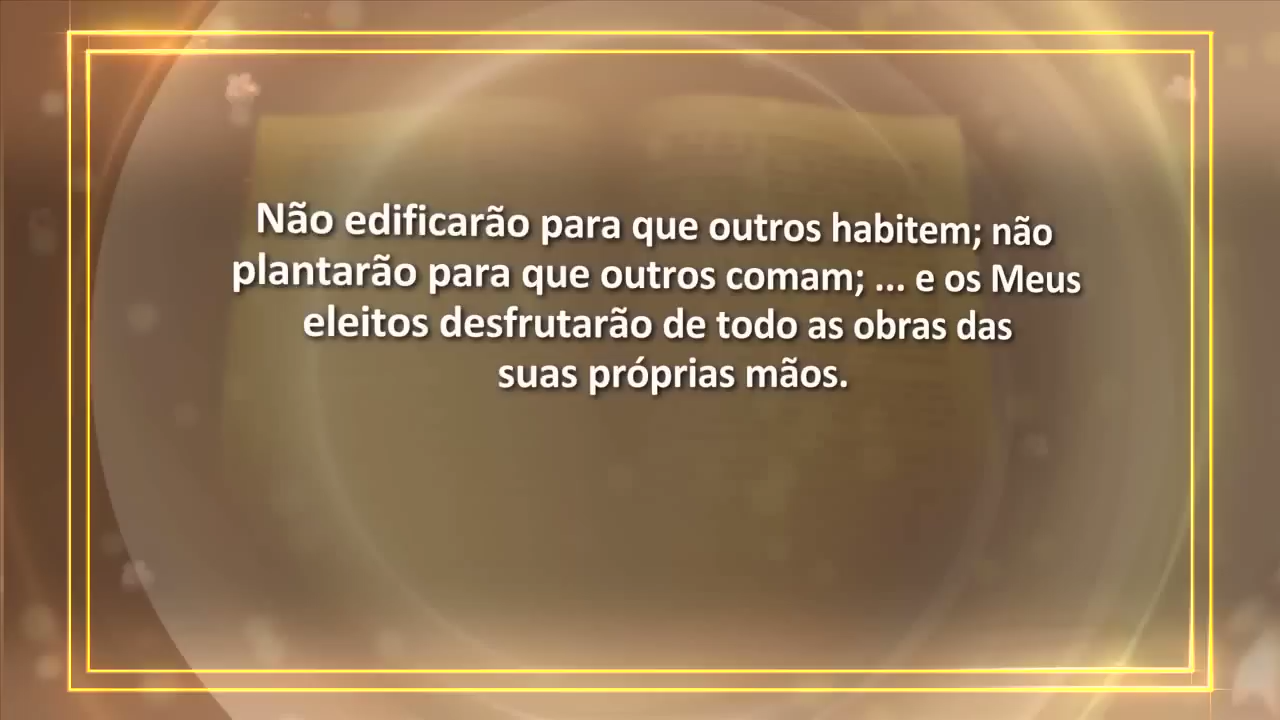 Não edificarão para que outros habitem; não
plantarão para que outros comam; ... e os Meus
eleitos desfrutarão de todo as obras das
suas próprias mãos.